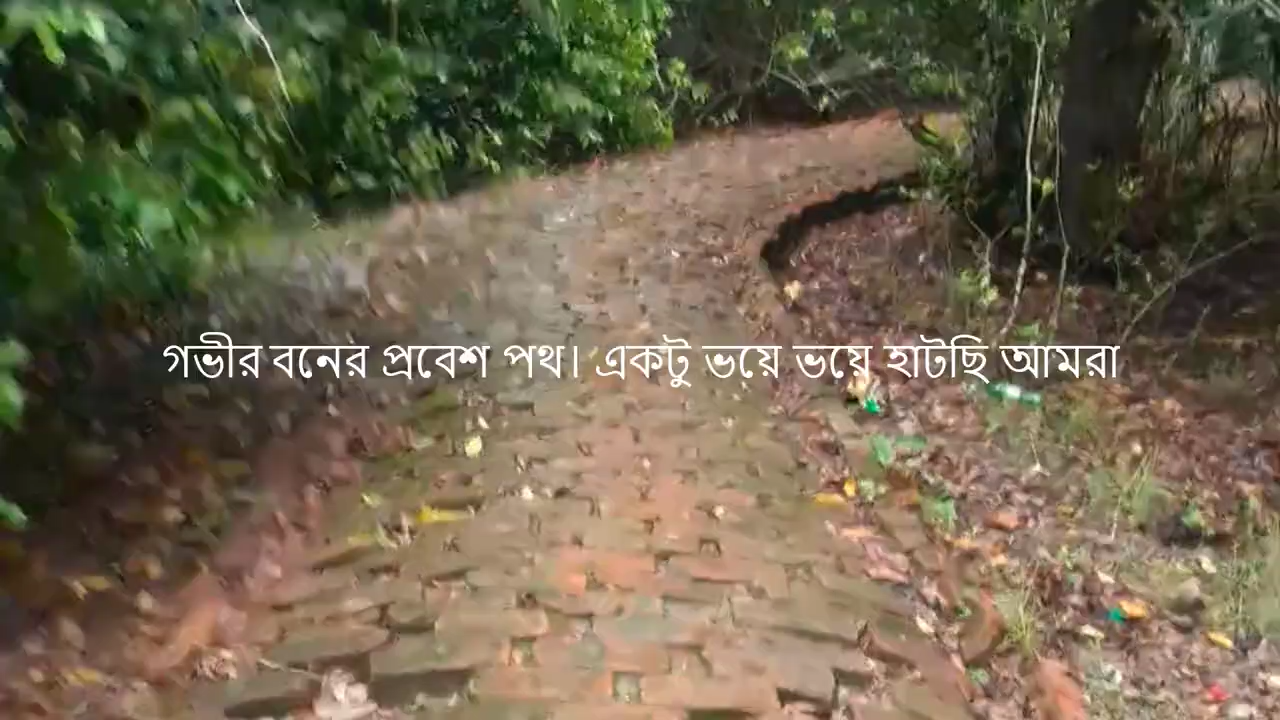 গভীর বনের প্রবেশ পথ। একটু ভয়ে ভয়ে হাটছি আমরা